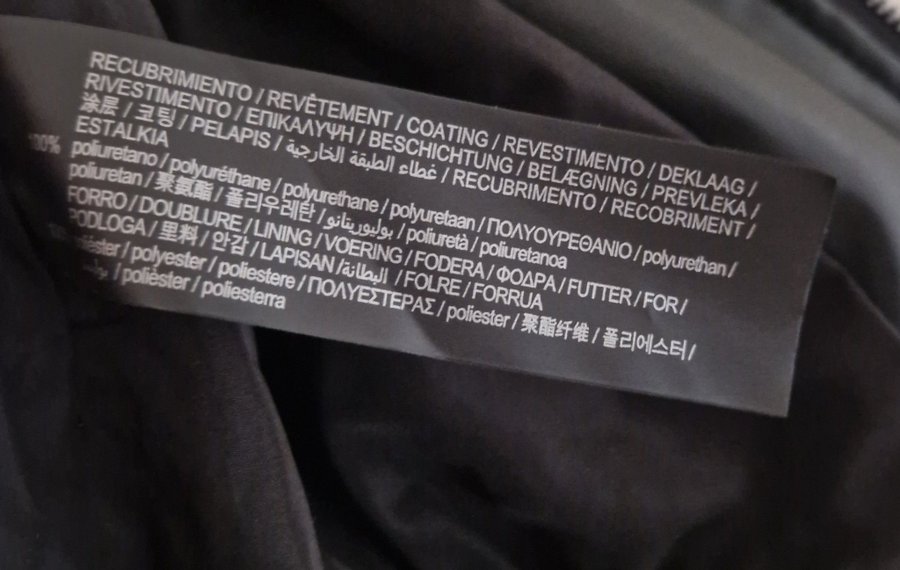 RECUBRIMIENTO / REVÊTEMENT / COATING / REVESTIMENTO / DEKLAAG /
RIVESTIMENTO / ΕΠΙΚΑΛΥΨΗ / BESCHICHTUNG / BELÆGNING / PREVLEKA /
涂层 / 코팅 / PELAPIS / غطاء الطبقة الخارجية / RECUBRIMENTO / RECOBRIMENT /
ESTALKIA
100%
poliuretano / polyuréthane / polyurethane / polyuretaan / ΠΟΛΥΟΥΡΕΘΑΝΙΟ / polyurethan /
poliuretan / 聚氨酯 / 폴리우레탄 / بوليوريتانو / poliuretà / poliuretanoa
FORRO / DOUBLURE / LINING / VOERING / FODERA / ΦΟΔΡΑ / FUTTER / FOR /
PODLOGA / 里料 / 안감 / LAPISAN / البطانة / FOLRE / FORRUA
/ polyester / poliestere / ΠΟΛΥΕΣΤΕΡΑΣ / poliester / 聚酯纤维 / 폴리에스터 /
/ polièster / poliesterra